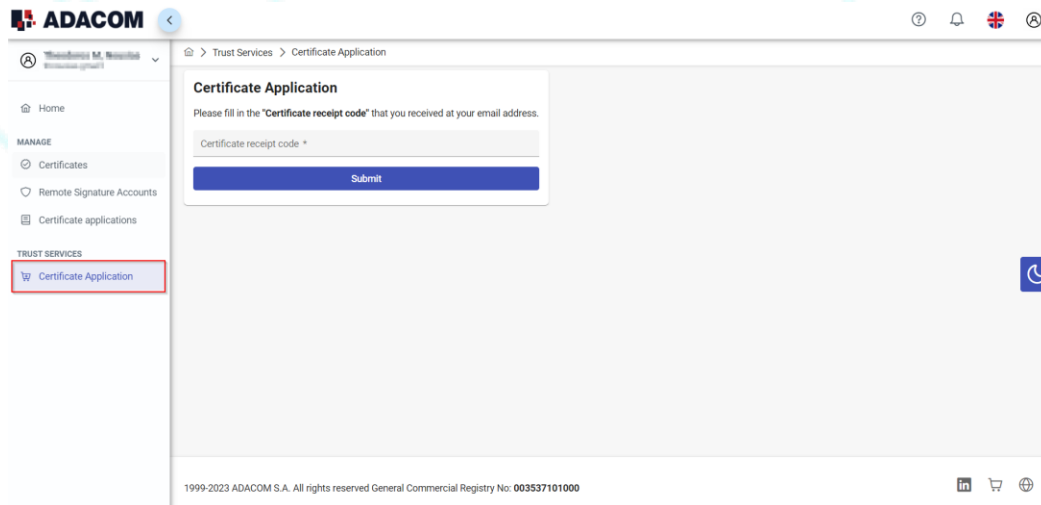 ADACOM
Trust Services > Certificate Application
Certificate Application
Please fill in the "Certificate receipt code" that you received at your email address.
Home
MANAGE
Certificate receipt code *
Certificates
Submit
Remote Signature Accounts
Certificate applications
TRUST SERVICES
Certificate Application
1999-2023 ADACOM S.A. All rights reserved General Commercial Registry No: 003537101000
in